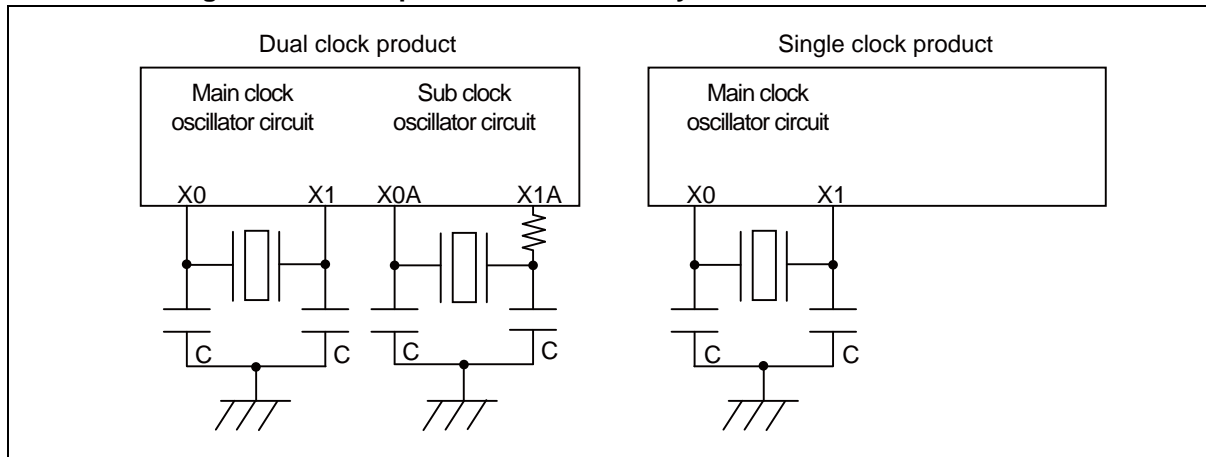 Dual clock product
Single clock product
Main clock
oscillator circuit
Sub clock
oscillator circuit
Main clock
oscillator circuit
X0
X1
X0A
X1A
X0
X1
C
C
C
C
C
C